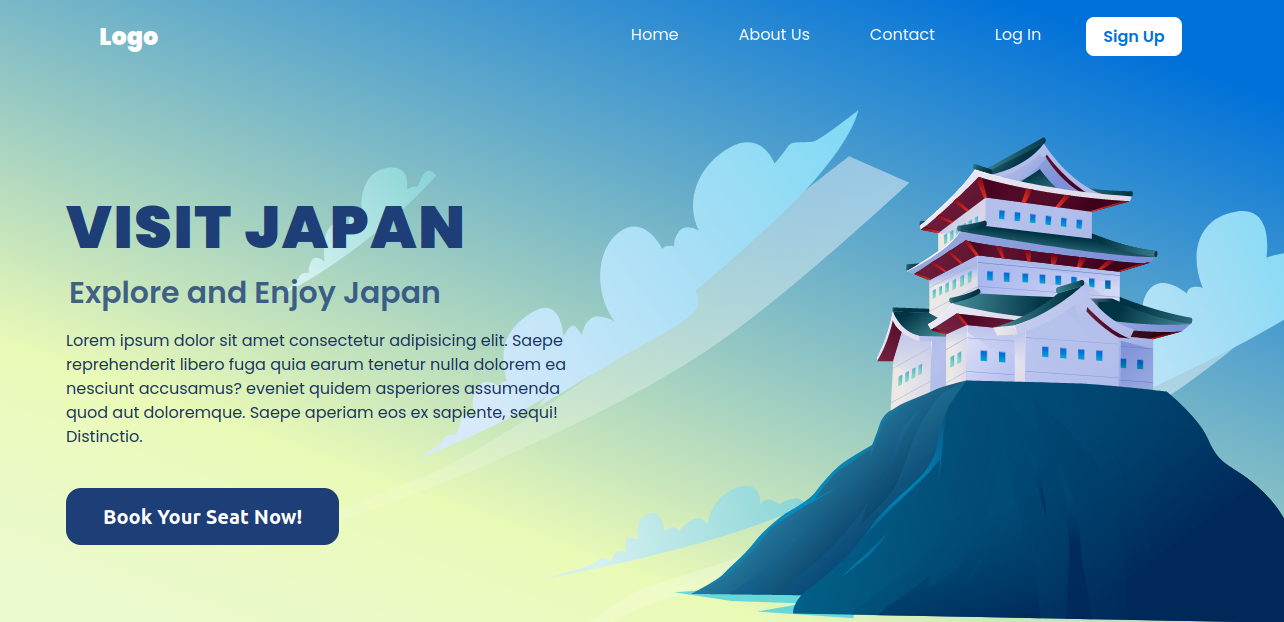 Logo
Home
About Us
Contact
Log In
Sign Up
VISIT JAPAN
Explore and Enjoy Japan
Lorem ipsum dolor sit amet consectetur adipisicing elit. Saepe
reprehenderit libero fuga quia earum tenetur nulla dolorem ea
nesciunt accusamus? eveniet quidem asperiores assumenda
quod aut doloremque. Saepe aperiam eos ex sapiente, sequi!
Distinctio.
Book Your Seat Now!